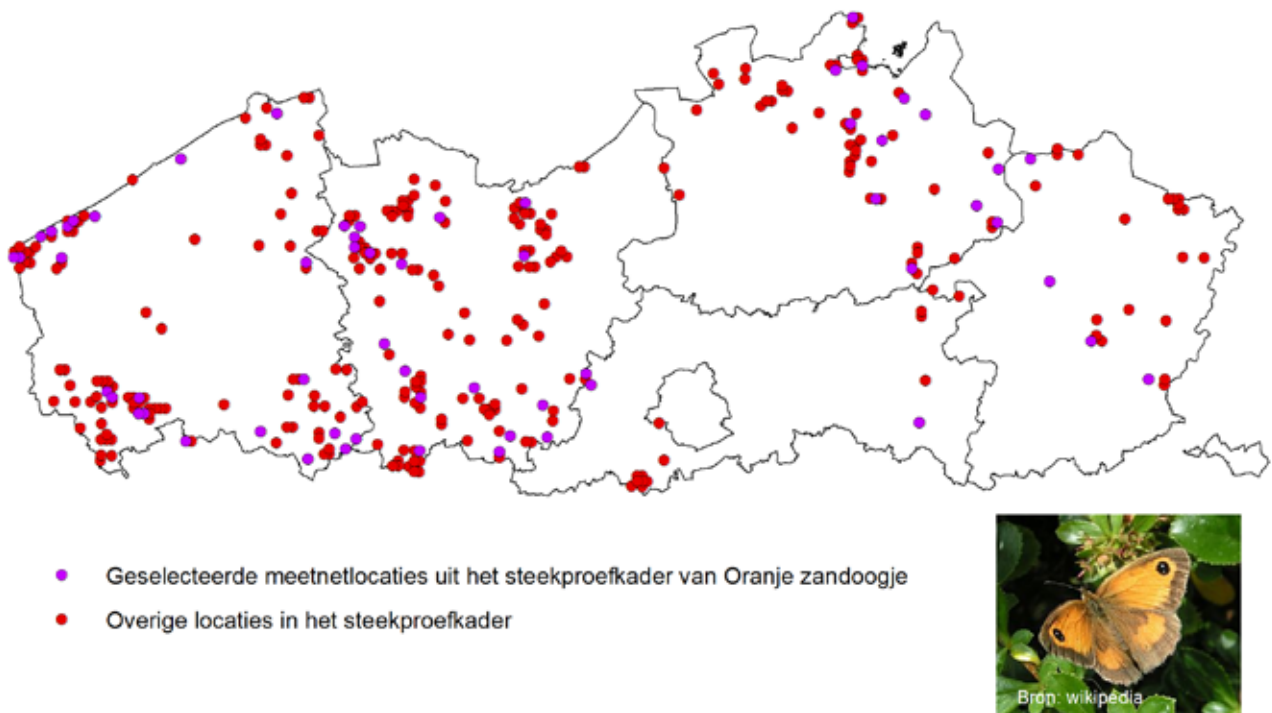 Geselecteerde meetnetlocaties uit het steekproefkader van Oranje zandoogje
Overige locaties in het steekproefkader
Bron: wikipedia